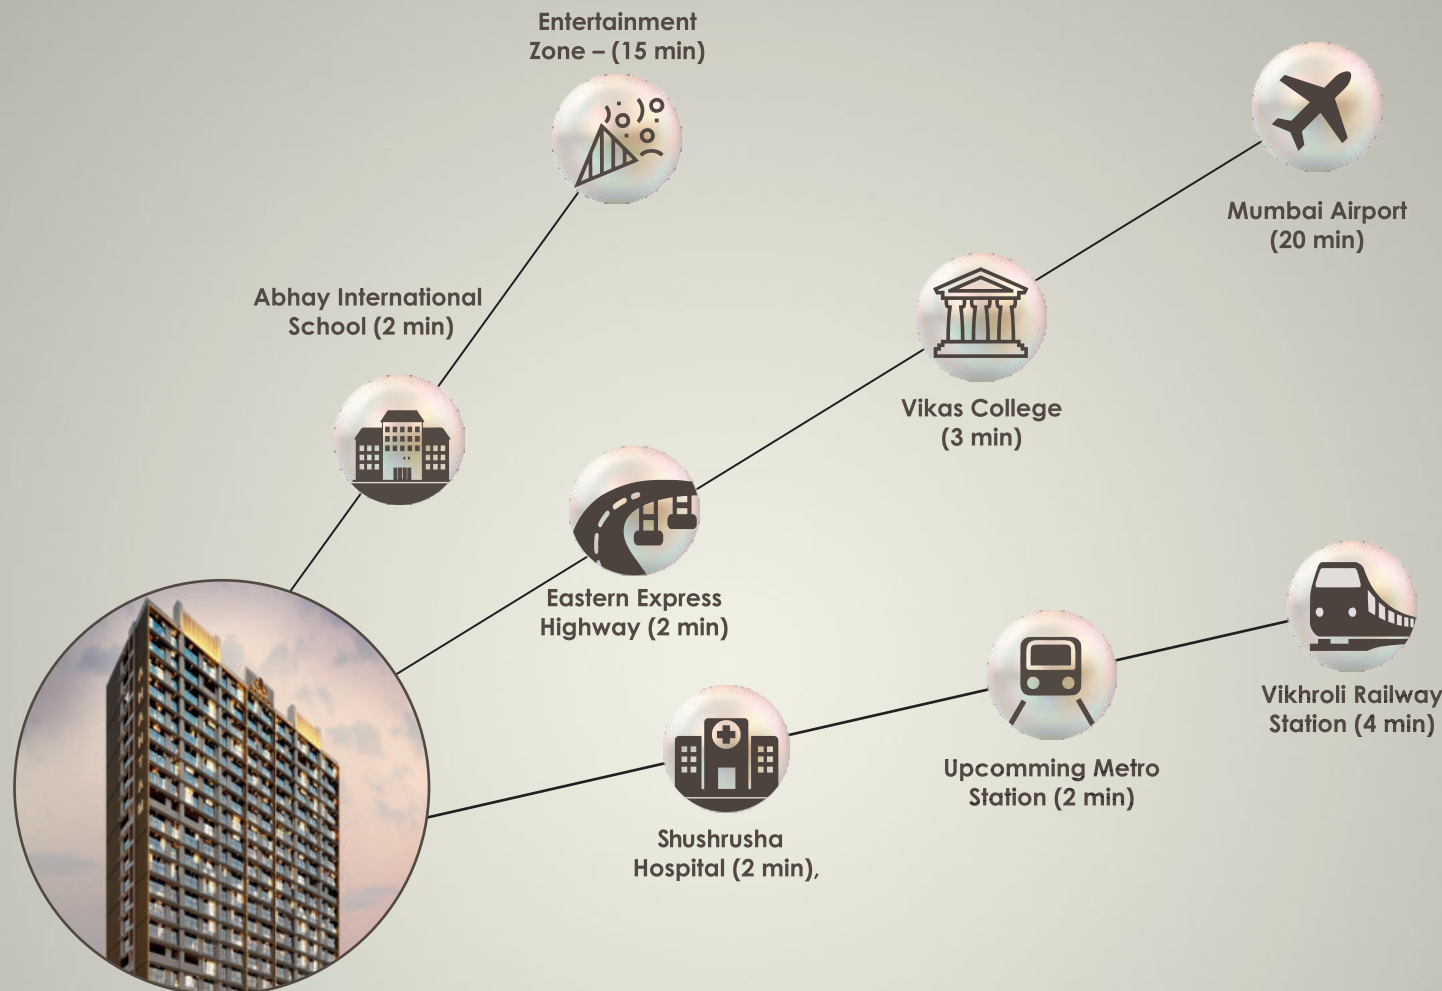 Entertainment
Zone – (15 min)
Mumbai Airport
(20 min)
Abhay International
School (2 min)
Vikas College
(3 min)
Eastern Express
Highway (2 min)
Vikhroli Railway
Station (4 min)
Upcomming Metro
Station (2 min)
Shushrusha
Hospital (2 min),